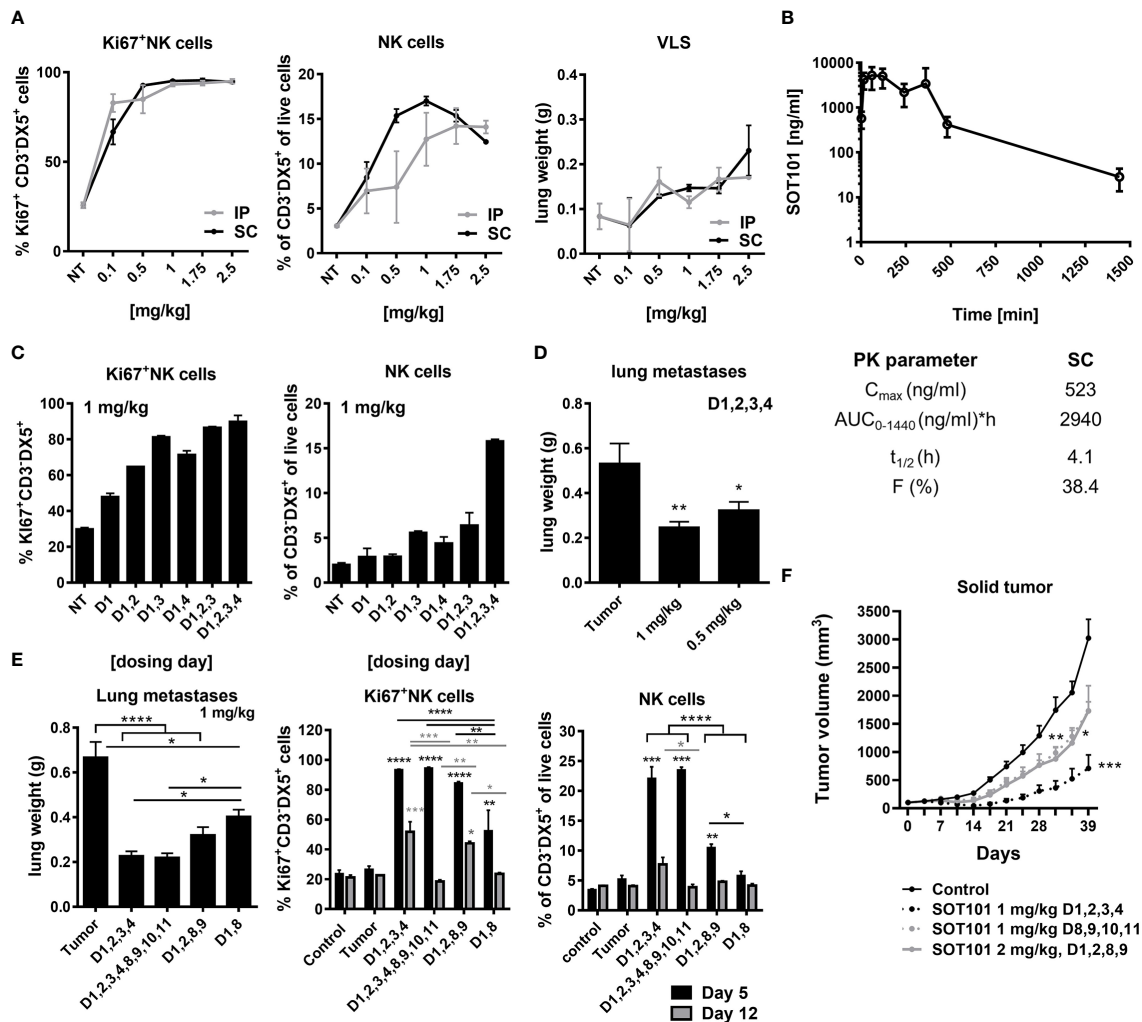 A
Ki67⁺NK cells
% Ki67⁺ CD3⁻DX5⁺ cells
100
50
0
IP
SC
NT 0.1 0.5 1 1.75 2.5
[mg/kg]
NK cells
% of CD3⁻DX5⁺ of live cells
20
15
10
5
0
IP
SC
NT 0.1 0.5 1 1.75 2.5
[mg/kg]
VLS
lung weight (g)
0.4
0.3
0.2
0.1
0.0
IP
SC
NT 0.1 0.5 1 1.75 2.5
[mg/kg]
B
SOT101 [ng/ml]
10000
1000
100
10
1
0 250 500 750 1000 1250 1500
Time [min]
PK parameter SC
Cmax (ng/ml) 523
AUC0-1440 (ng/ml)*h 2940
t1/2 (h) 4.1
F (%) 38.4
C
Ki67⁺NK cells
1 mg/kg
% KI67⁺CD3⁻DX5⁺
100
80
60
40
20
0
NT D1 D1,2 D1,3 D1,4 D1,2,3 D1,2,3,4
[dosing day]
NK cells
1 mg/kg
% of CD3⁻DX5⁺ of live cells
20
15
10
5
0
NT D1 D1,2 D1,3 D1,4 D1,2,3 D1,2,3,4
[dosing day]
D
lung metastases
D1,2,3,4
lung weight (g)
0.8
0.6
0.4
0.2
0.0
** *
Tumor 1 mg/kg 0.5 mg/kg
E
Lung metastases
1 mg/kg
lung weight (g)
0.8
0.6
0.4
0.2
0.0
****
*
*
*
Tumor D1,2,3,4 D1,2,3,4,8,9,10,11 D1,2,8,9 D1,8
Ki67⁺NK cells
% Ki67⁺CD3⁻DX5⁺ cells
120
100
80
60
40
20
0
****
**
*** **
**
**** **** **** *
**
*** *
Control Tumor D1,2,3,4 D1,2,3,4,8,9,10,11 D1,2,8,9 D1,8
NK cells
% of CD3⁻DX5⁺ of live cells
30
25
20
15
10
5
0
****
*
*** ***
*
**
control Tumor D1,2,3,4 D1,2,3,4,8,9,10,11 D1,2,8,9 D1,8
Day 5
Day 12
F
Solid tumor
Tumor volume (mm³)
3500
3000
2500
2000
1500
1000
500
0
** *
***
0 7 14 21 28 39
Days
Control
SOT101 1 mg/kg D1,2,3,4
SOT101 1 mg/kg D8,9,10,11
SOT101 2 mg/kg, D1,2,8,9